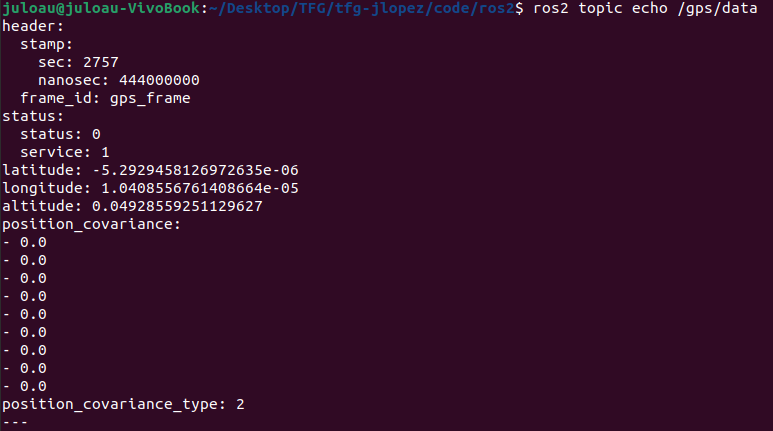 juloau@juloau-VivoBook:~/Desktop/TFG/tfg-jlopez/code/ros2$ ros2 topic echo /gps/data
header:
  stamp:
    sec: 2757
    nanosec: 444000000
  frame_id: gps_frame
status:
  status: 0
  service: 1
latitude: -5.2929458126972635e-06
longitude: 1.0408556761408664e-05
altitude: 0.04928559251129627
position_covariance:
- 0.0
- 0.0
- 0.0
- 0.0
- 0.0
- 0.0
- 0.0
- 0.0
- 0.0
position_covariance_type: 2
---